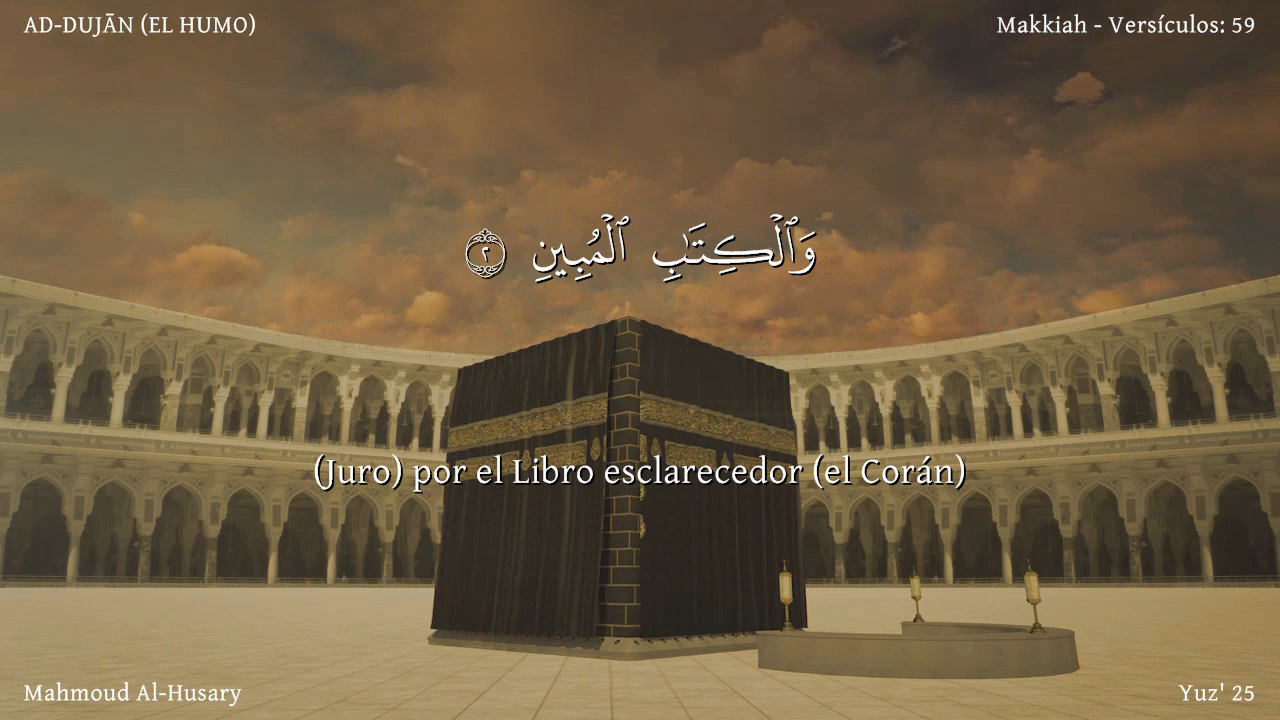 AD-DUJĀN (EL HUMO)
Makkiah - Versículos: 59
وَٱلْكِتَٰبِ ٱلْمُبِينِ ٢
(Juro) por el Libro esclarecedor (el Corán)
Mahmoud Al-Husary
Yuz' 25